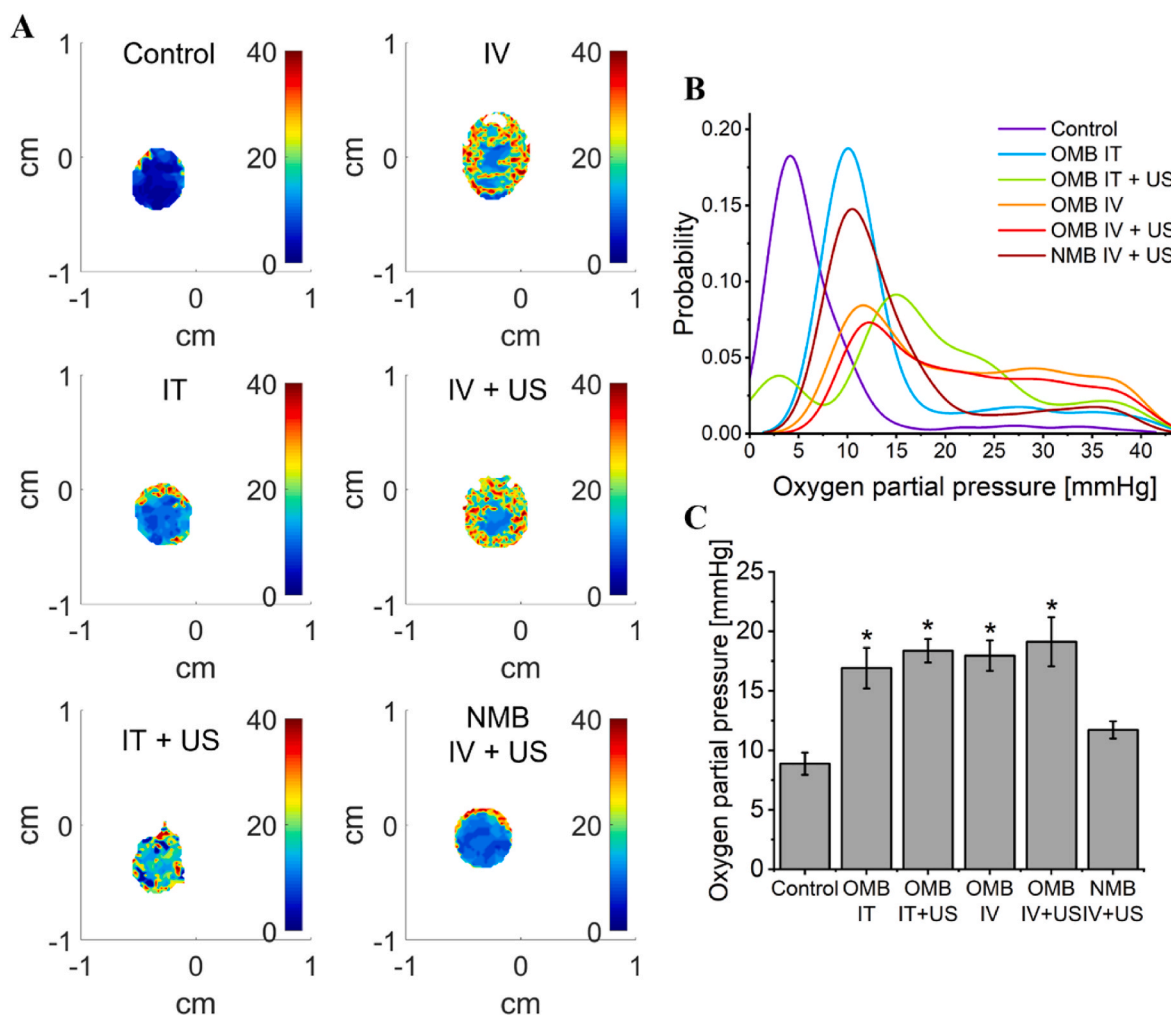 A
Control
1
0
-1
cm
-1
0
1
cm
40
20
0
IV
1
0
-1
cm
-1
0
1
cm
40
20
0
IT
1
0
-1
cm
-1
0
1
cm
40
20
0
IV + US
1
0
-1
cm
-1
0
1
cm
40
20
0
IT + US
1
0
-1
cm
-1
0
1
cm
40
20
0
NMB
IV + US
1
0
-1
cm
-1
0
1
cm
40
20
0
B
0.20
0.15
0.10
0.05
0.00
Probability
Control
OMB IT
OMB IT + US
OMB IV
OMB IV + US
NMB IV + US
0 5 10 15 20 25 30 35 40
Oxygen partial pressure [mmHg]
C
25
20
15
10
5
0
Oxygen partial pressure [mmHg]
* * * *
Control OMB OMB OMB OMB NMB
IT IT+US IV IV+US IV+US